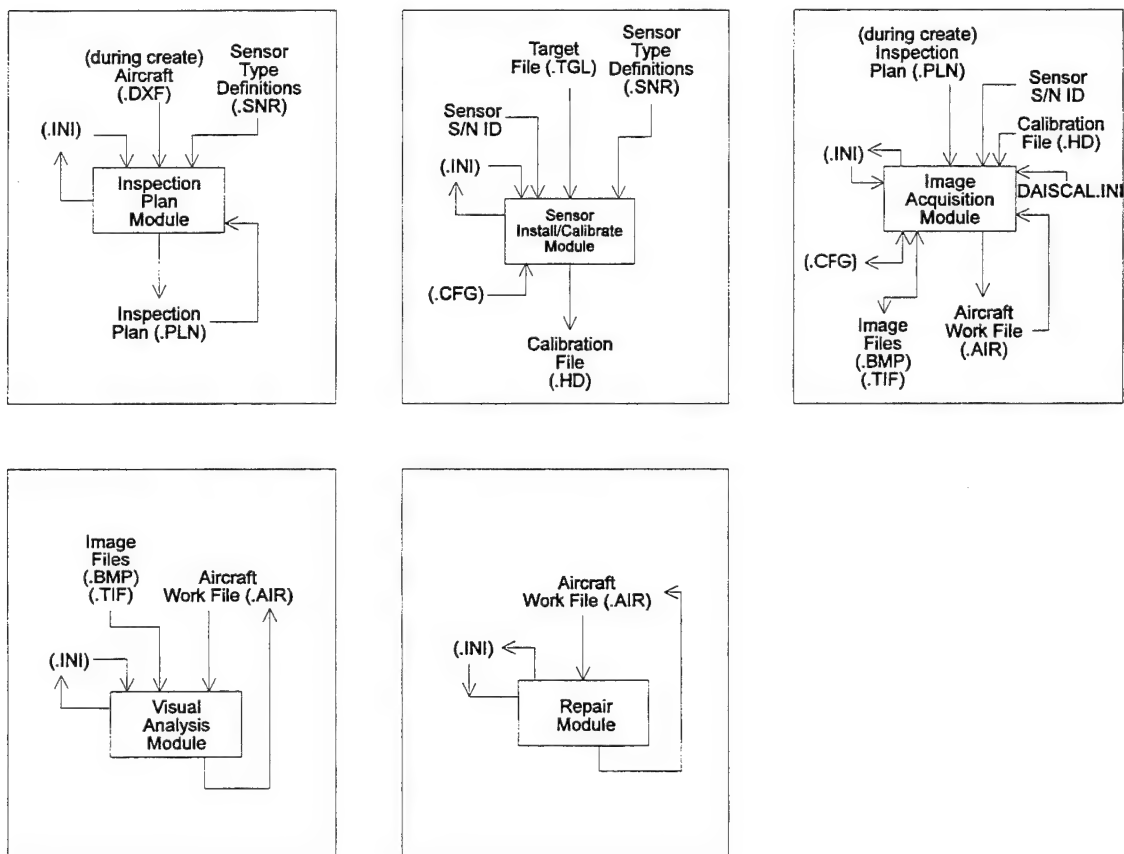 (during create)
Aircraft
(.DXF)
Sensor
Type
Definitions
(.SNR)
(.INI)
Inspection
Plan
Module
Inspection
Plan (.PLN)
Target
File (.TGL)
Sensor
Type
Definitions
(.SNR)
Sensor
S/N ID
(.INI)
Sensor
Install/Calibrate
Module
(.CFG)
Calibration
File
(.HD)
(during create)
Inspection
Plan (.PLN)
Sensor
S/N ID
Calibration
File (.HD)
(.INI)
DAISCAL.INI
Image
Acquisition
Module
(.CFG)
Image
Files
(.BMP)
(.TIF)
Aircraft
Work File
(.AIR)
Image
Files
(.BMP)
(.TIF)
Aircraft
Work File (.AIR)
(.INI)
Visual
Analysis
Module
Aircraft
Work File (.AIR)
(.INI)
Repair
Module